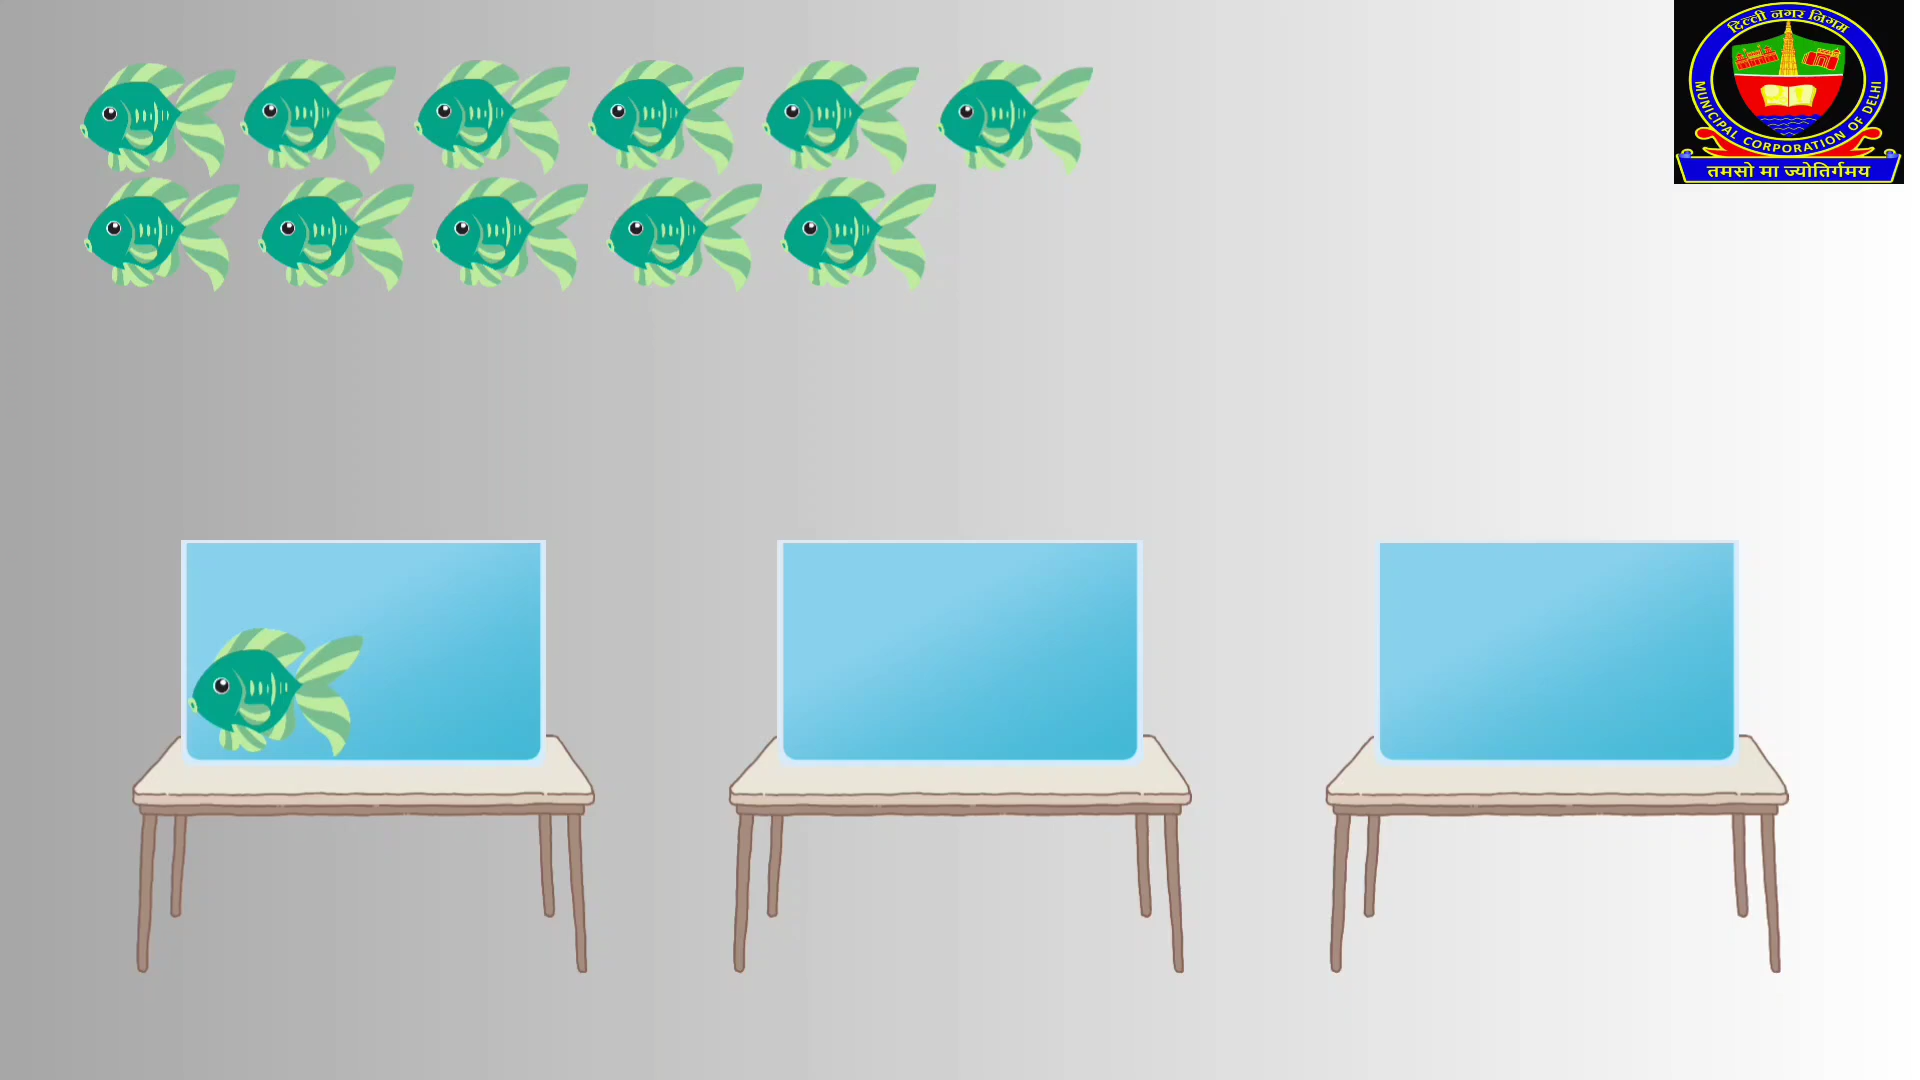 दिल्ली नगर निगम
MUNICIPAL CORPORATION OF DELHI
तमसो मा ज्योतिर्गमय